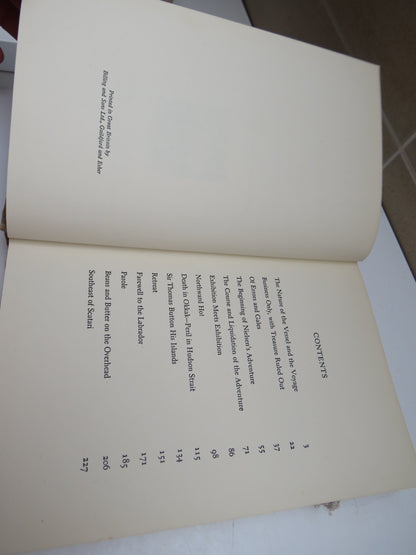 Printed in Great Britain by
Billing and Sons Ltd., Guildford and Esher
CONTENTS
The Nature of the Vessel and the Voyage 3
Business Only, with Treasure Ruled Out 22
Of Errors and Gales 37
The Beginning of Nielsen's Adventure 55
The Course and Liquidation of the Adventure 71
Exhibition Meets Exhibition 86
Northward Ho! 98
Death in Okkak—Peril in Hudson Strait 115
Sir Thomas Button His Islands 134
Retreat 151
Farewell to the Labrador 171
Parole 185
Beans and Butter on the Overhead 206
Southeast of Scatari 227